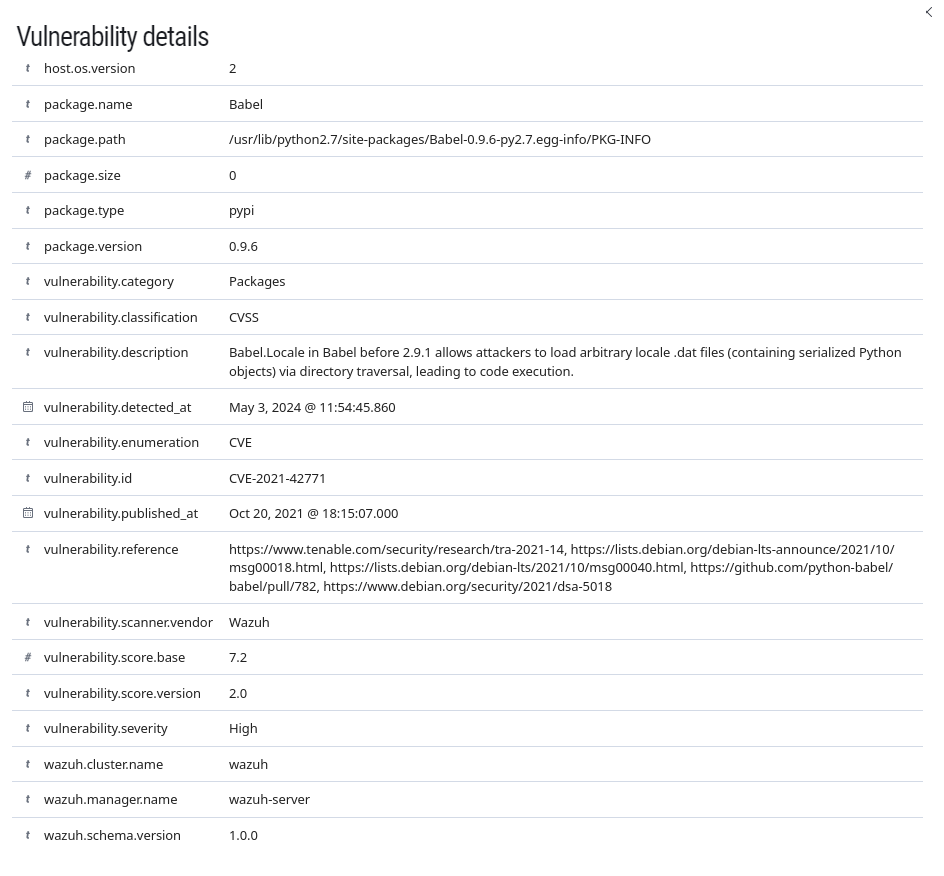 Vulnerability details
t host.os.version 2
t package.name Babel
t package.path /usr/lib/python2.7/site-packages/Babel-0.9.6-py2.7.egg-info/PKG-INFO
# package.size 0
t package.type pypi
t package.version 0.9.6
t vulnerability.category Packages
t vulnerability.classification CVSS
t vulnerability.description Babel.Locale in Babel before 2.9.1 allows attackers to load arbitrary locale .dat files (containing serialized Python
objects) via directory traversal, leading to code execution.
vulnerability.detected_at May 3, 2024 @ 11:54:45.860
t vulnerability.enumeration CVE
t vulnerability.id CVE-2021-42771
vulnerability.published_at Oct 20, 2021 @ 18:15:07.000
t vulnerability.reference https://www.tenable.com/security/research/tra-2021-14, https://lists.debian.org/debian-lts-announce/2021/10/
msg00018.html, https://lists.debian.org/debian-lts/2021/10/msg00040.html, https://github.com/python-babel/
babel/pull/782, https://www.debian.org/security/2021/dsa-5018
t vulnerability.scanner.vendor Wazuh
# vulnerability.score.base 7.2
t vulnerability.score.version 2.0
t vulnerability.severity High
t wazuh.cluster.name wazuh
t wazuh.manager.name wazuh-server
t wazuh.schema.version 1.0.0